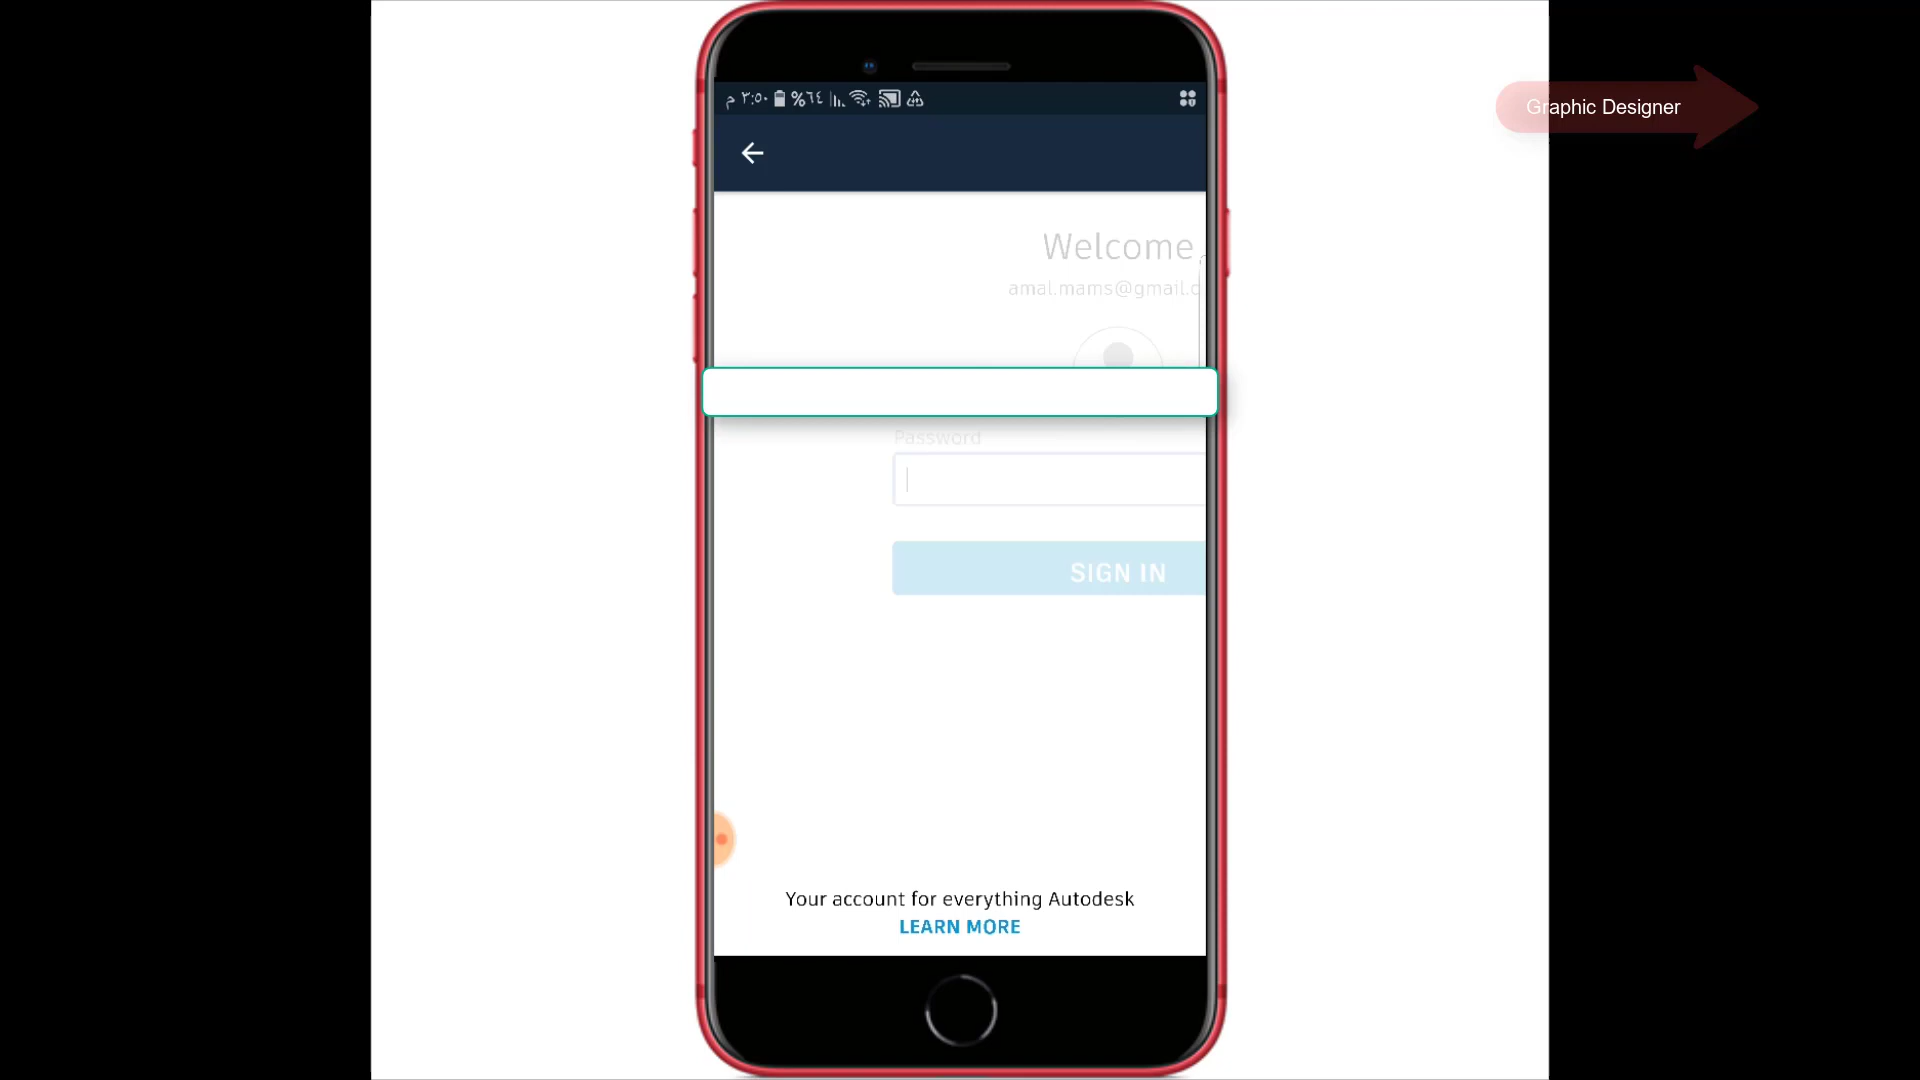 م ٣:٥٠ %٦٤
Graphic Designer
Welcome
amal.mams@gmail.c
Password
SIGN IN
Your account for everything Autodesk
LEARN MORE